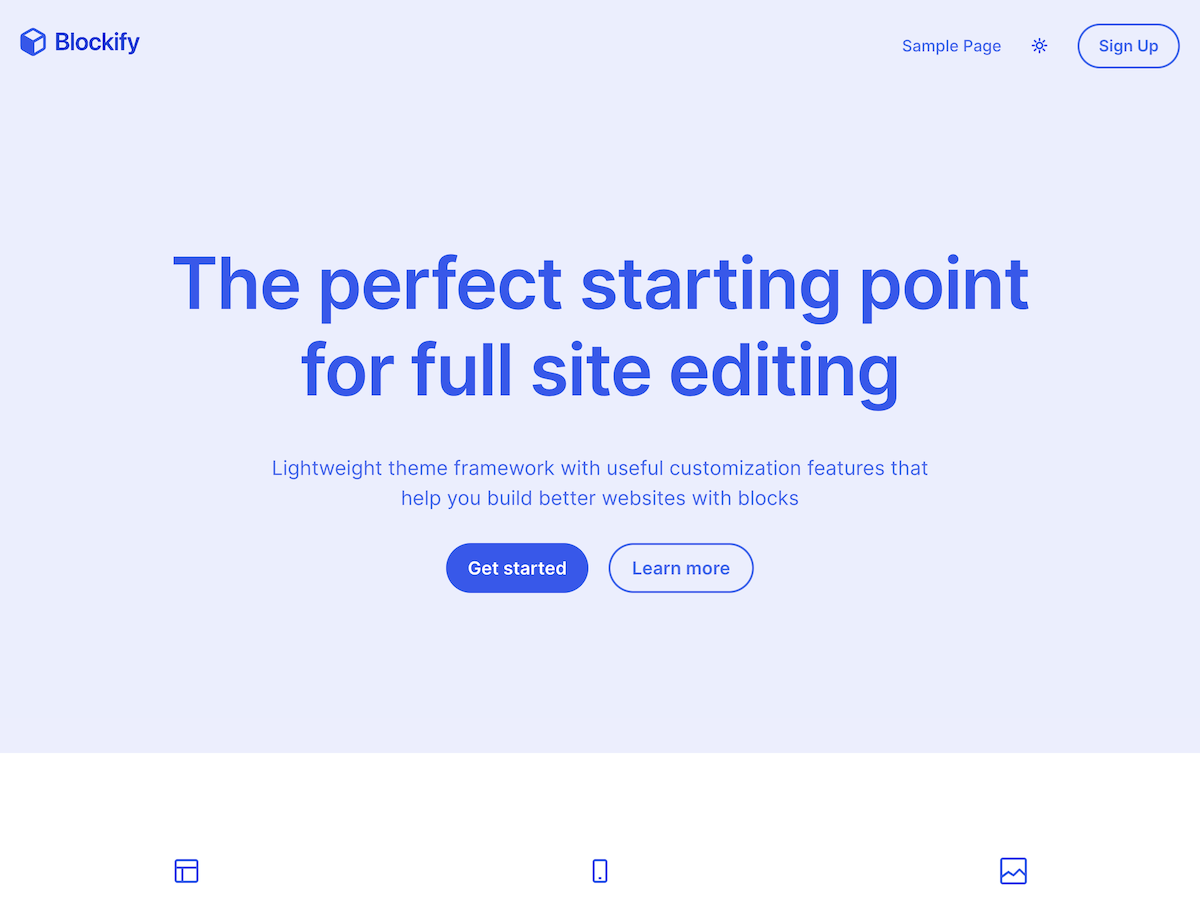 Blockify
Sample Page
Sign Up
The perfect starting point
for full site editing
Lightweight theme framework with useful customization features that
help you build better websites with blocks
Get started
Learn more